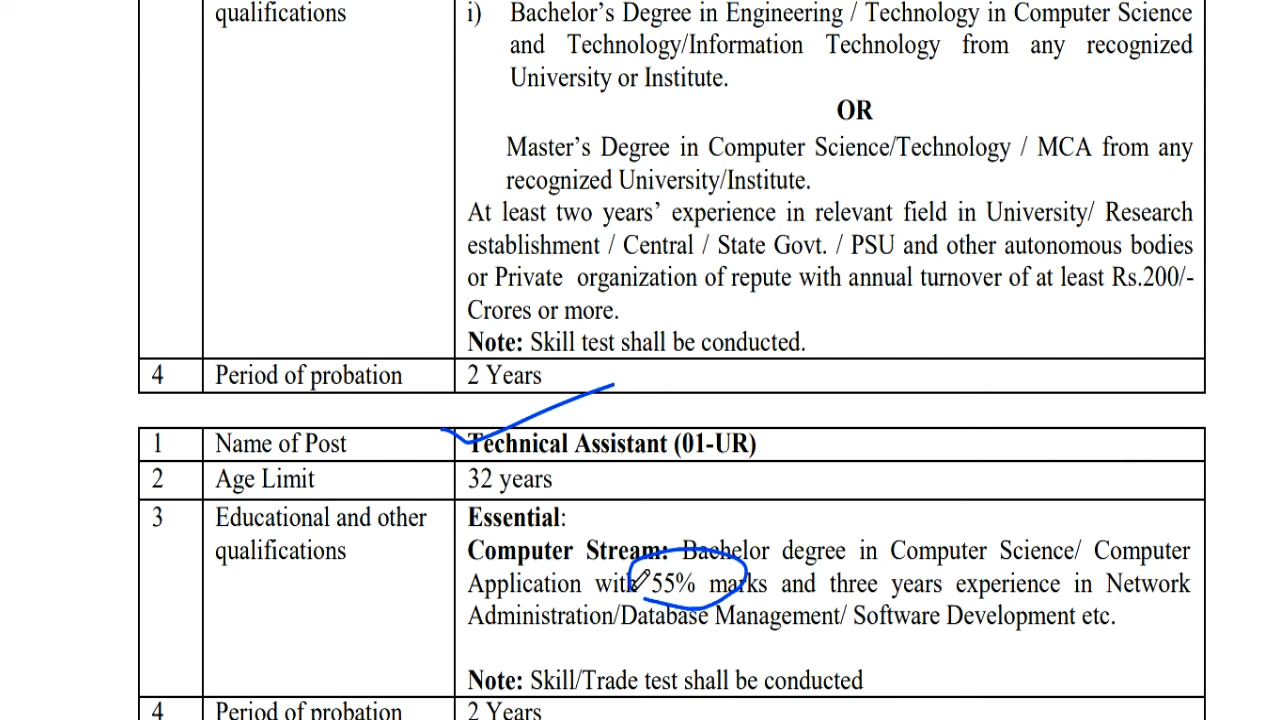 qualifications
i) Bachelor’s Degree in Engineering / Technology in Computer Science
and Technology/Information Technology from any recognized
University or Institute.
OR
Master’s Degree in Computer Science/Technology / MCA from any
recognized University/Institute.
At least two years’ experience in relevant field in University/ Research
establishment / Central / State Govt. / PSU and other autonomous bodies
or Private organization of repute with annual turnover of at least Rs.200/-
Crores or more.
Note: Skill test shall be conducted.
4 Period of probation 2 Years
1 Name of Post Technical Assistant (01-UR)
2 Age Limit 32 years
3 Educational and other Essential:
qualifications Computer Stream: Bachelor degree in Computer Science/ Computer
Application with 55% marks and three years experience in Network
Administration/Database Management/ Software Development etc.
Note: Skill/Trade test shall be conducted
4 Period of probation 2 Years